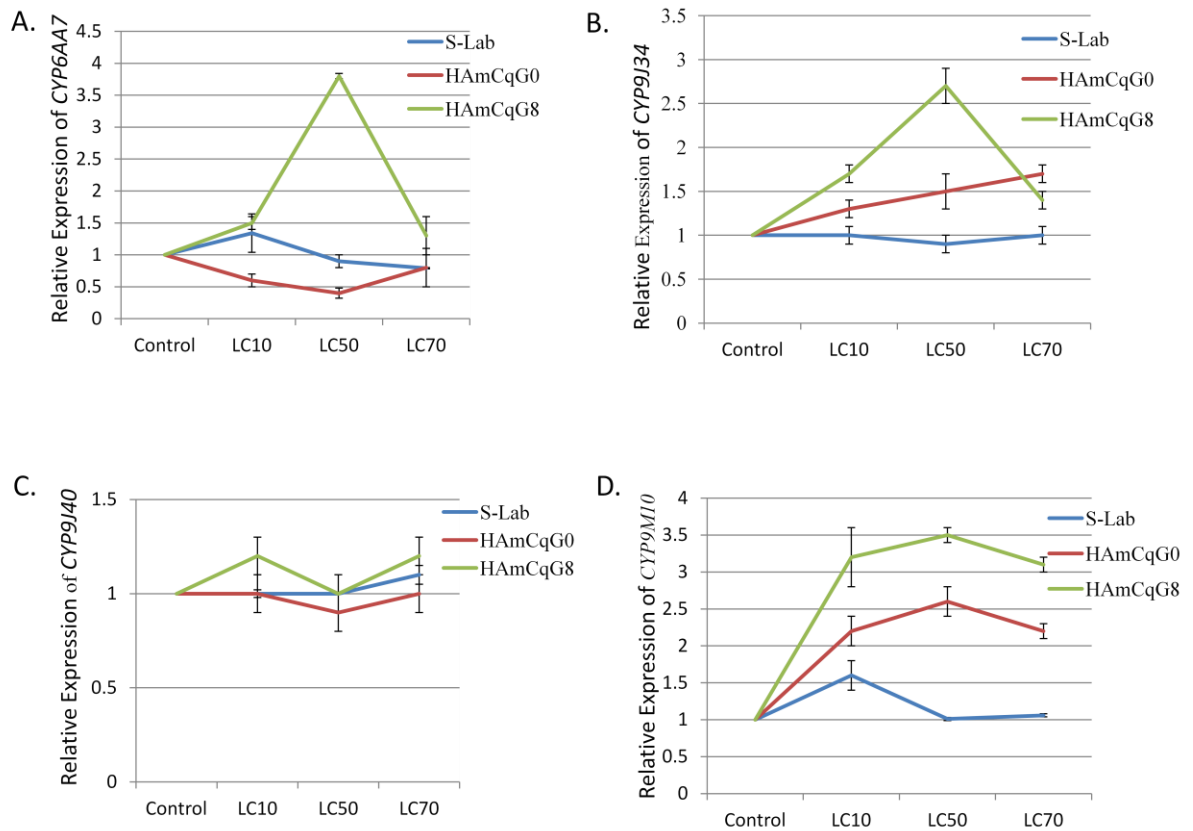 A.
Relative Expression of CYP6AA7
4.5
4
3.5
3
2.5
2
1.5
1
0.5
0
Control LC10 LC50 LC70
S-Lab
HAmCqG0
HAmCqG8
B.
Relative Expression of CYP9J34
3.5
3
2.5
2
1.5
1
0.5
0
Control LC10 LC50 LC70
S-Lab
HAmCqG0
HAmCqG8
C.
Relative Expression of CYP9J40
1.5
1
0.5
0
Control LC10 LC50 LC70
S-Lab
HAmCqG0
HAmCqG8
D.
Relative Expression of CYP9M10
4
3.5
3
2.5
2
1.5
1
0.5
0
Control LC10 LC50 LC70
S-Lab
HAmCqG0
HAmCqG8